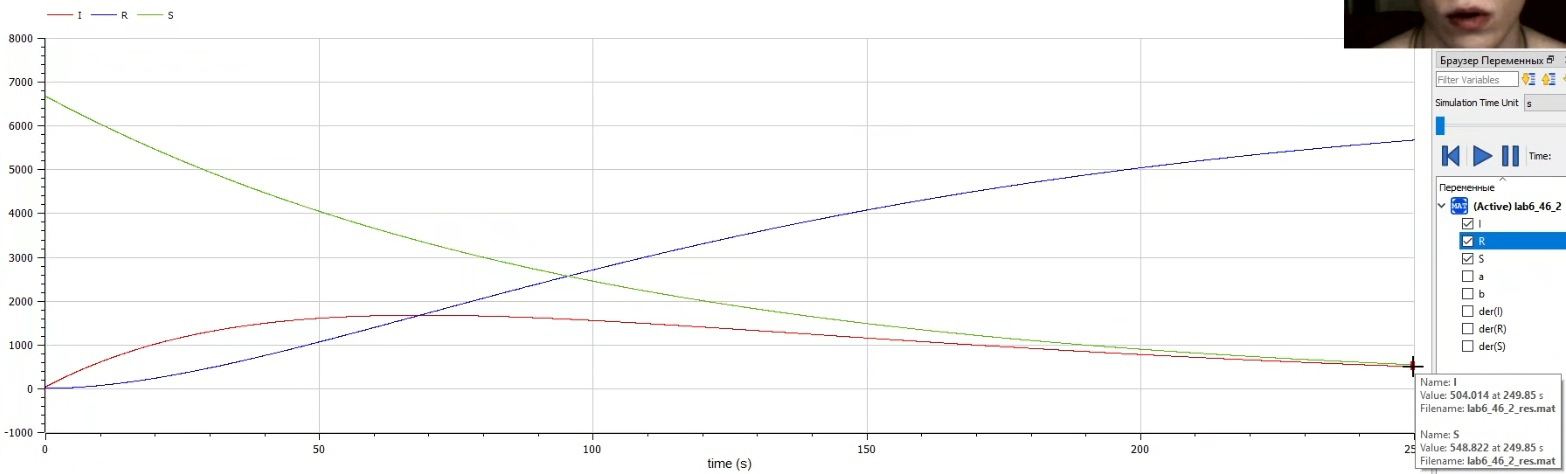 I R S
8000
7000
6000
5000
4000
3000
2000
1000
0
-1000
0 50 100 150 200 25
time (s)
Браузер Переменных
Filter Variables
Simulation Time Unit s
Time:
Переменные
MAT (Active) lab6_46_2
I
R
S
a
b
der(I)
der(R)
der(S)
Name: I
Value: 504.014 at 249.85 s
Filename: lab6_46_2_res.mat
Name: S
Value: 548.822 at 249.85 s
Filename: lab6_46_2_res.mat